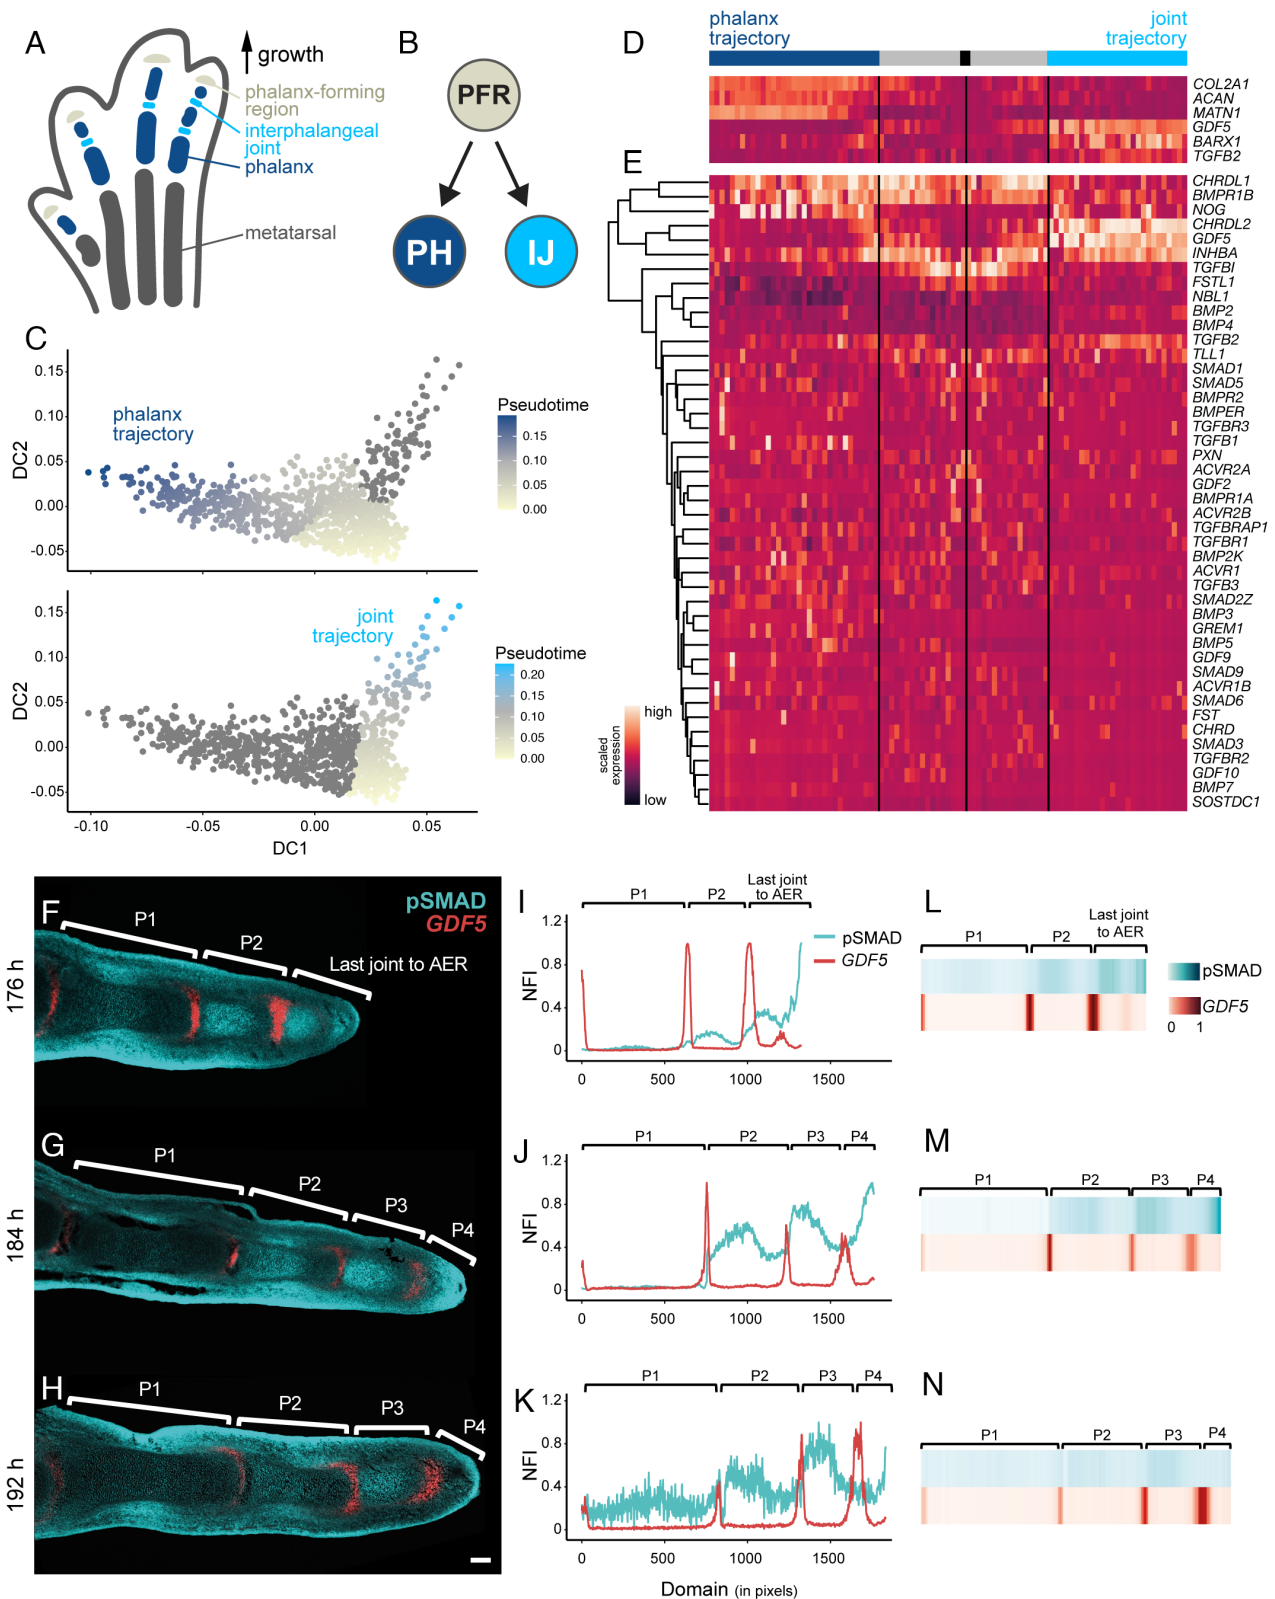 A
growth
phalanx-forming
region
interphalangeal
joint
phalanx
metatarsal
B
PFR
PH
IJ
C
DC2
0.15
0.10
0.05
0.00
-0.05
phalanx
trajectory
Pseudotime
0.15
0.10
0.05
0.00
DC2
0.15
0.10
0.05
0.00
-0.05
joint
trajectory
Pseudotime
0.20
0.15
0.10
0.05
0.00
-0.10
-0.05
0.00
0.05
DC1
D
phalanx
trajectory
joint
trajectory
COL2A1
ACAN
MATN1
GDF5
BARX1
TGFB2
E
CHRDL1
BMPR1B
NOG
CHRDL2
GDF5
INHBA
TGFBI
FSTL1
NBL1
BMP2
BMP4
TGFB2
TLL1
SMAD1
SMAD5
BMPR2
BMPER
TGFBR3
TGFB1
PXN
ACVR2A
GDF2
BMPR1A
ACVR2B
TGFBRAP1
TGFBR1
BMP2K
ACVR1
TGFB3
SMAD2Z
BMP3
GREM1
BMP5
GDF9
SMAD9
ACVR1B
SMAD6
FST
CHRD
SMAD3
TGFBR2
GDF10
BMP7
SOSTDC1
scaled
expression
high
low
F
pSMAD
GDF5
P1
P2
Last joint to AER
176 h
G
P1
P2
P3
P4
184 h
H
P1
P2
P3
P4
192 h
I
P1
P2
Last joint
to AER
NFI
1.2
0.8
0.4
0
pSMAD
GDF5
0
500
1000
1500
J
P1
P2
P3
P4
NFI
1.2
0.8
0.4
0
0
500
1000
1500
K
P1
P2
P3
P4
NFI
1.2
0.8
0.4
0
0
500
1000
1500
Domain (in pixels)
L
P1
P2
Last joint
to AER
pSMAD
GDF5
0 1
M
P1
P2
P3
P4
N
P1
P2
P3
P4